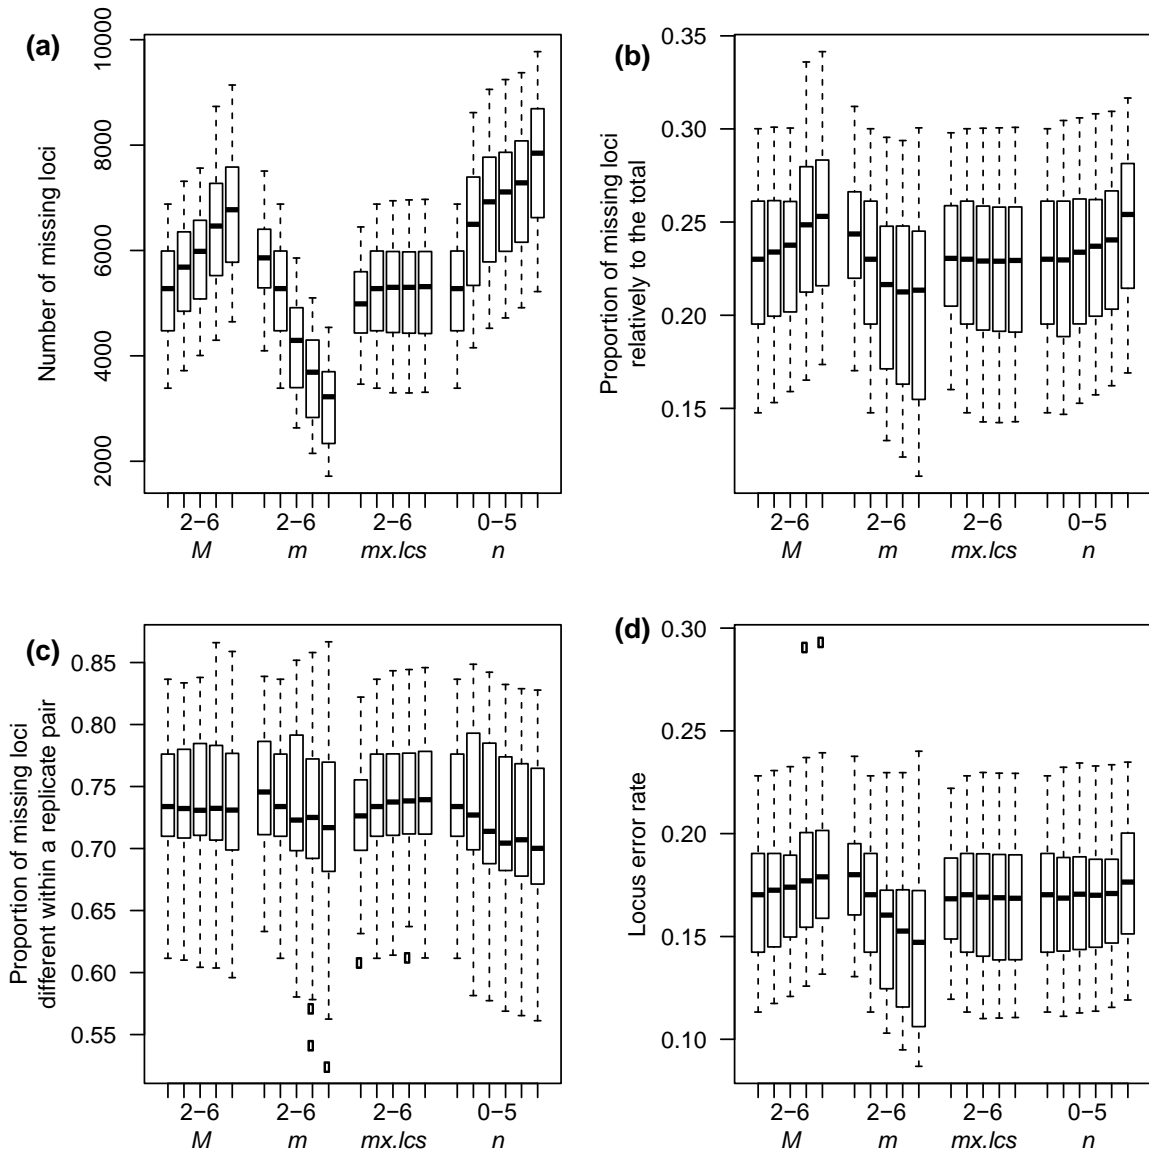 (a)
Number of missing loci
10000
8000
6000
4000
2000
2−6 2−6 2−6 0−5
M m mx.lcs n
(b)
Proportion of missing loci
relatively to the total
0.35
0.30
0.25
0.20
0.15
2−6 2−6 2−6 0−5
M m mx.lcs n
(c)
Proportion of missing loci
different within a replicate pair
0.85
0.80
0.75
0.70
0.65
0.60
0.55
2−6 2−6 2−6 0−5
M m mx.lcs n
(d)
Locus error rate
0.30
0.25
0.20
0.15
0.10
2−6 2−6 2−6 0−5
M m mx.lcs n